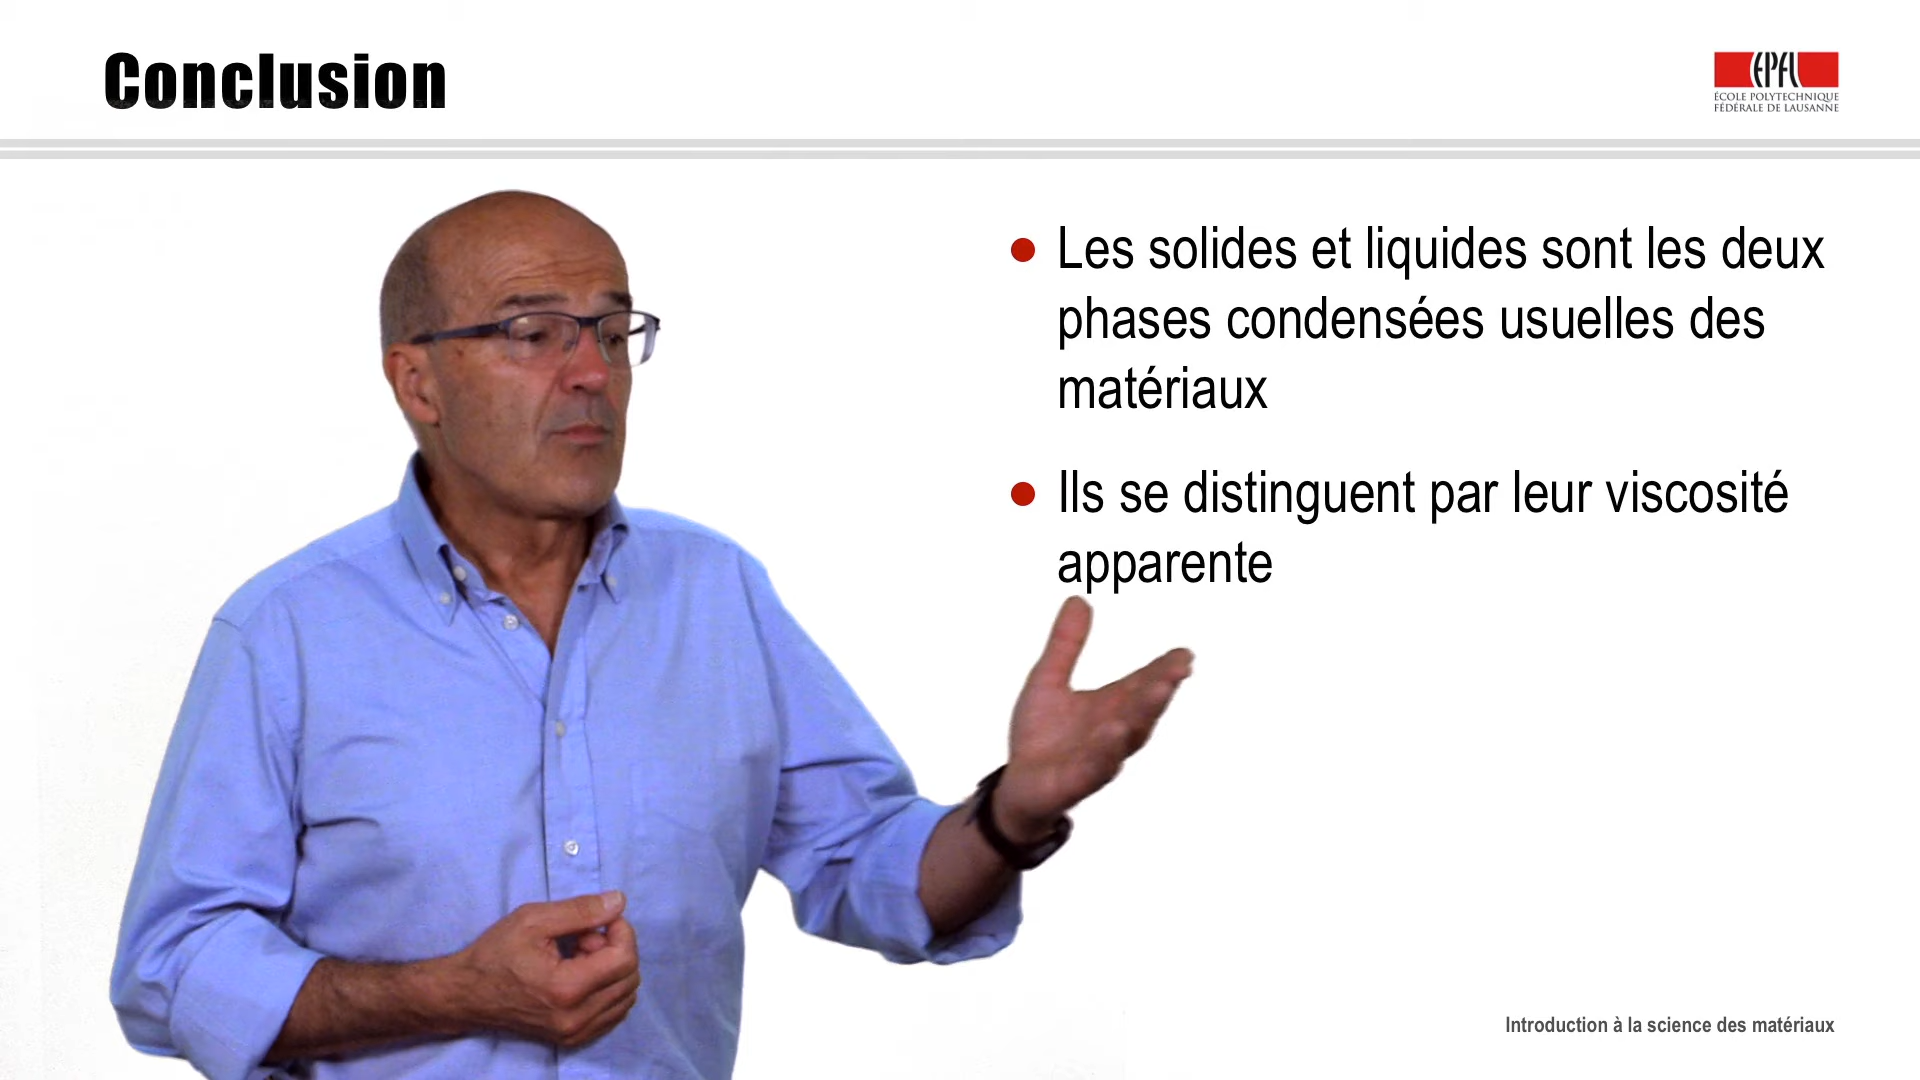 Conclusion
EPFL
ÉCOLE POLYTECHNIQUE
FÉDÉRALE DE LAUSANNE
Les solides et liquides sont les deux
phases condensées usuelles des
matériaux
Ils se distinguent par leur viscosité
apparente
Introduction à la science des matériaux